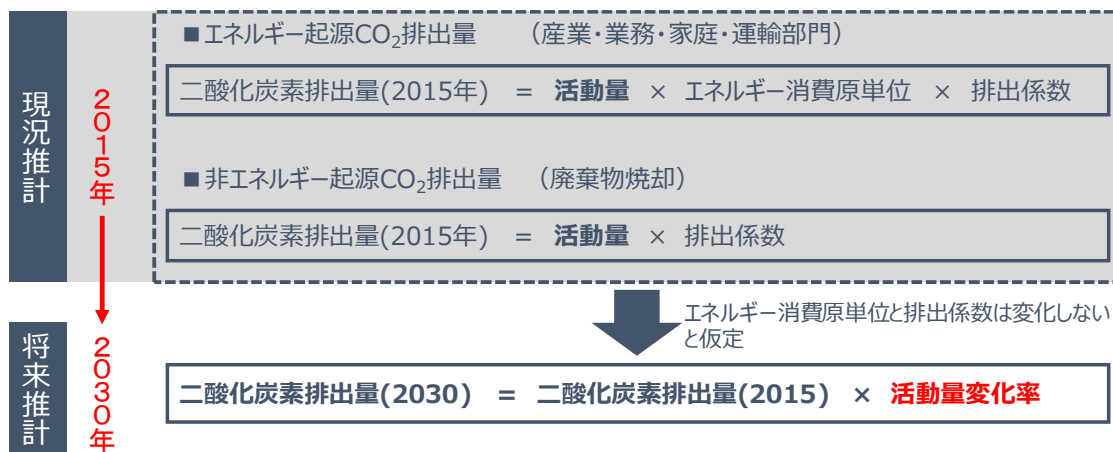 現況推計
2015年
■エネルギー起源CO₂排出量　（産業・業務・家庭・運輸部門）
二酸化炭素排出量(2015年)　＝　活動量　×　エネルギー消費原単位　×　排出係数
■非エネルギー起源CO₂排出量　（廃棄物焼却）
二酸化炭素排出量(2015年)　＝　活動量　×　排出係数
エネルギー消費原単位と排出係数は変化しない
と仮定
将来推計
2030年
二酸化炭素排出量(2030)　＝　二酸化炭素排出量(2015)　×　活動量変化率